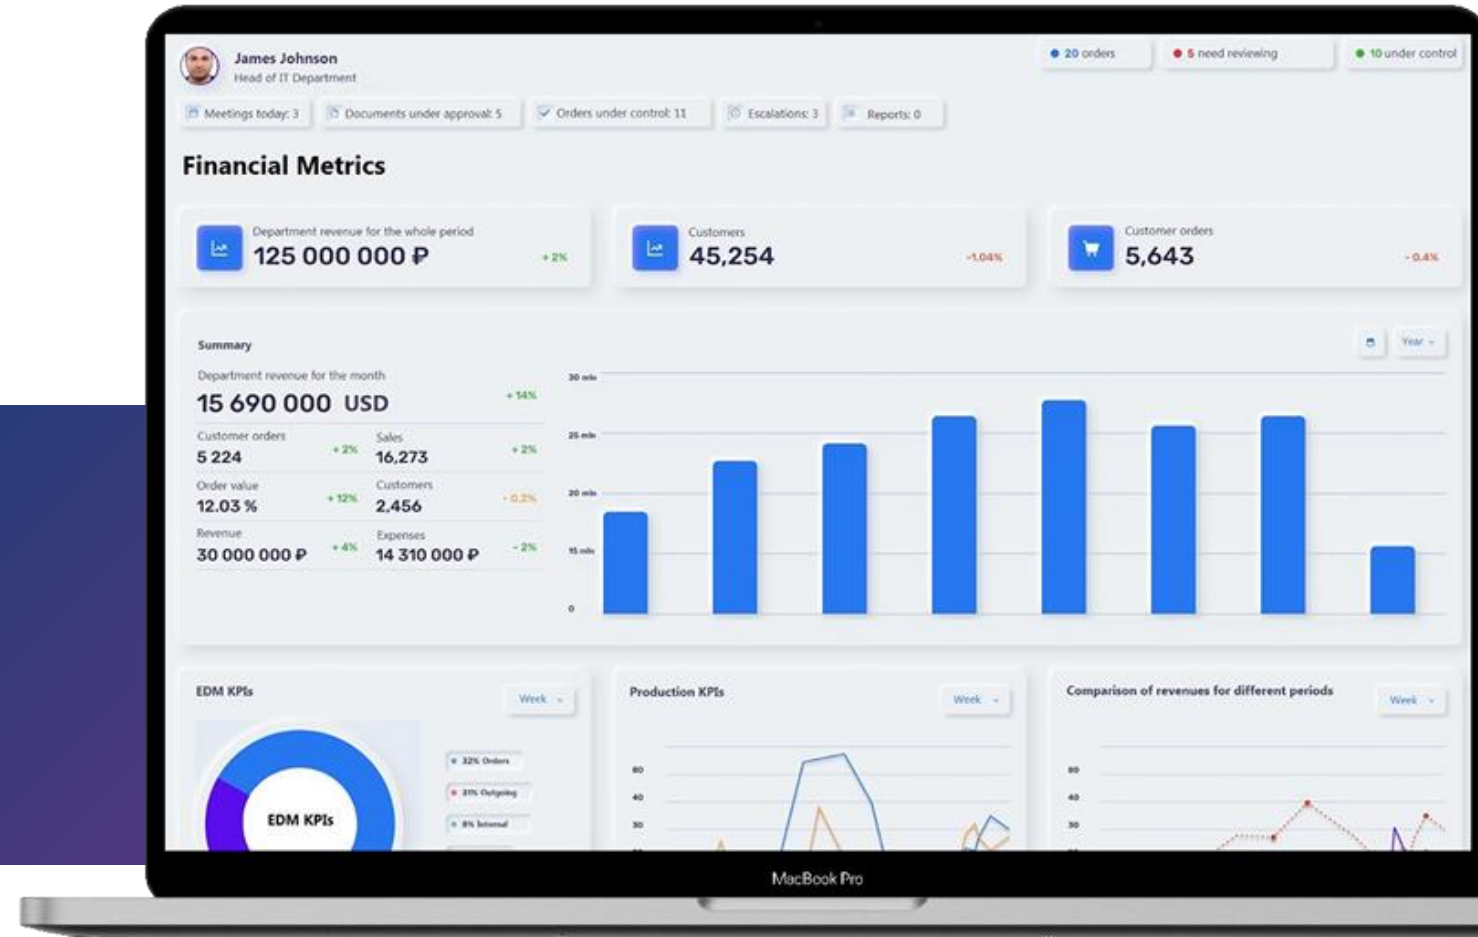 James Johnson
Head of IT Department
20 orders
5 need reviewing
10 under control
Meetings today: 3
Documents under approval: 5
Orders under control: 11
Escalations: 3
Reports: 0
Financial Metrics
Department revenue for the whole period
125 000 000 ₽
+ 2%
Customers
45,254
-1.04%
Customer orders
5,643
- 0.4%
Summary
Year
Department revenue for the month
15 690 000 USD
+ 14%
Customer orders
5 224
+ 2%
Sales
16,273
+ 2%
Order value
12.03 %
+ 12%
Customers
2,456
- 0.2%
Revenue
30 000 000 ₽
+ 4%
Expenses
14 310 000 ₽
- 2%
30 mln
25 mln
20 mln
15 mln
0
EDM KPIs
Week
EDM KPIs
32% Orders
31% Outgoing
8% Internal
Production KPIs
Week
60
40
30
Comparison of revenues for different periods
Week
60
40
30
MacBook Pro